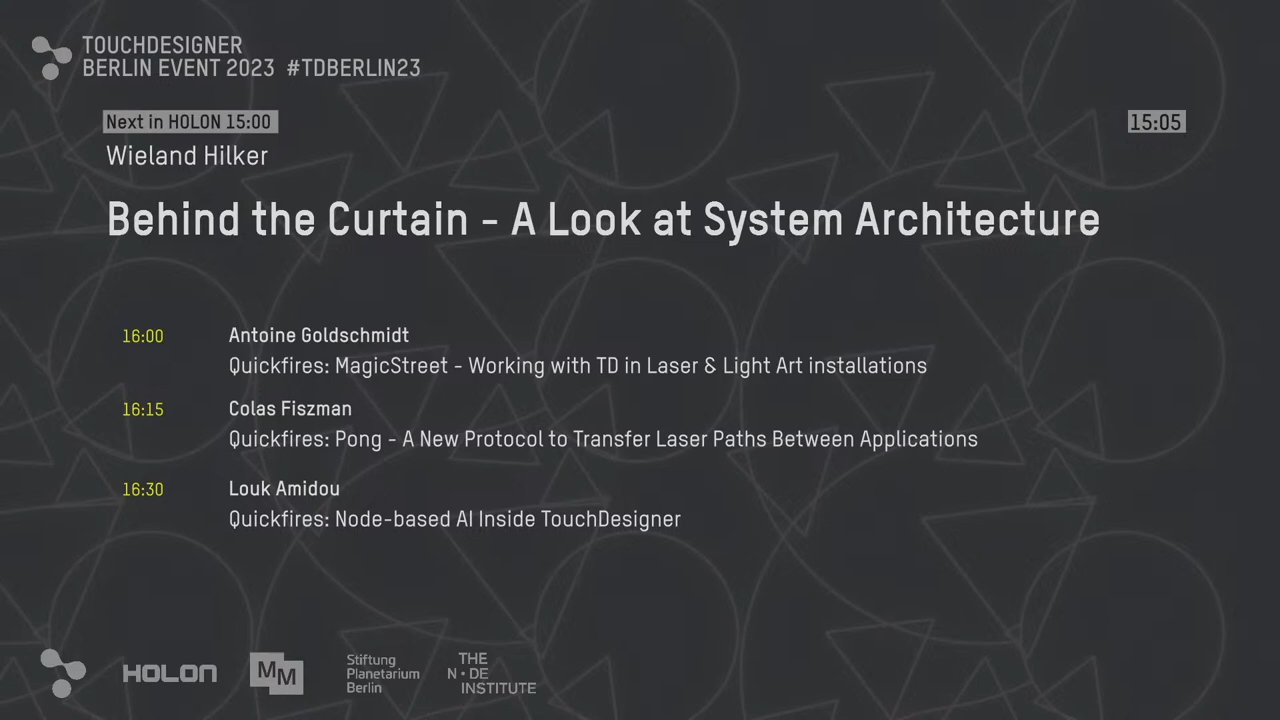 TOUCHDESIGNER
BERLIN EVENT 2023 #TDBERLIN23
Next in HOLON 15:00
15:05
Wieland Hilker
Behind the Curtain - A Look at System Architecture
16:00 Antoine Goldschmidt
Quickfires: MagicStreet - Working with TD in Laser & Light Art installations
16:15 Colas Fiszman
Quickfires: Pong - A New Protocol to Transfer Laser Paths Between Applications
16:30 Louk Amidou
Quickfires: Node-based AI Inside TouchDesigner
HOLON
MM
Stiftung
Planetarium
Berlin
THE
N•DE
INSTITUTE